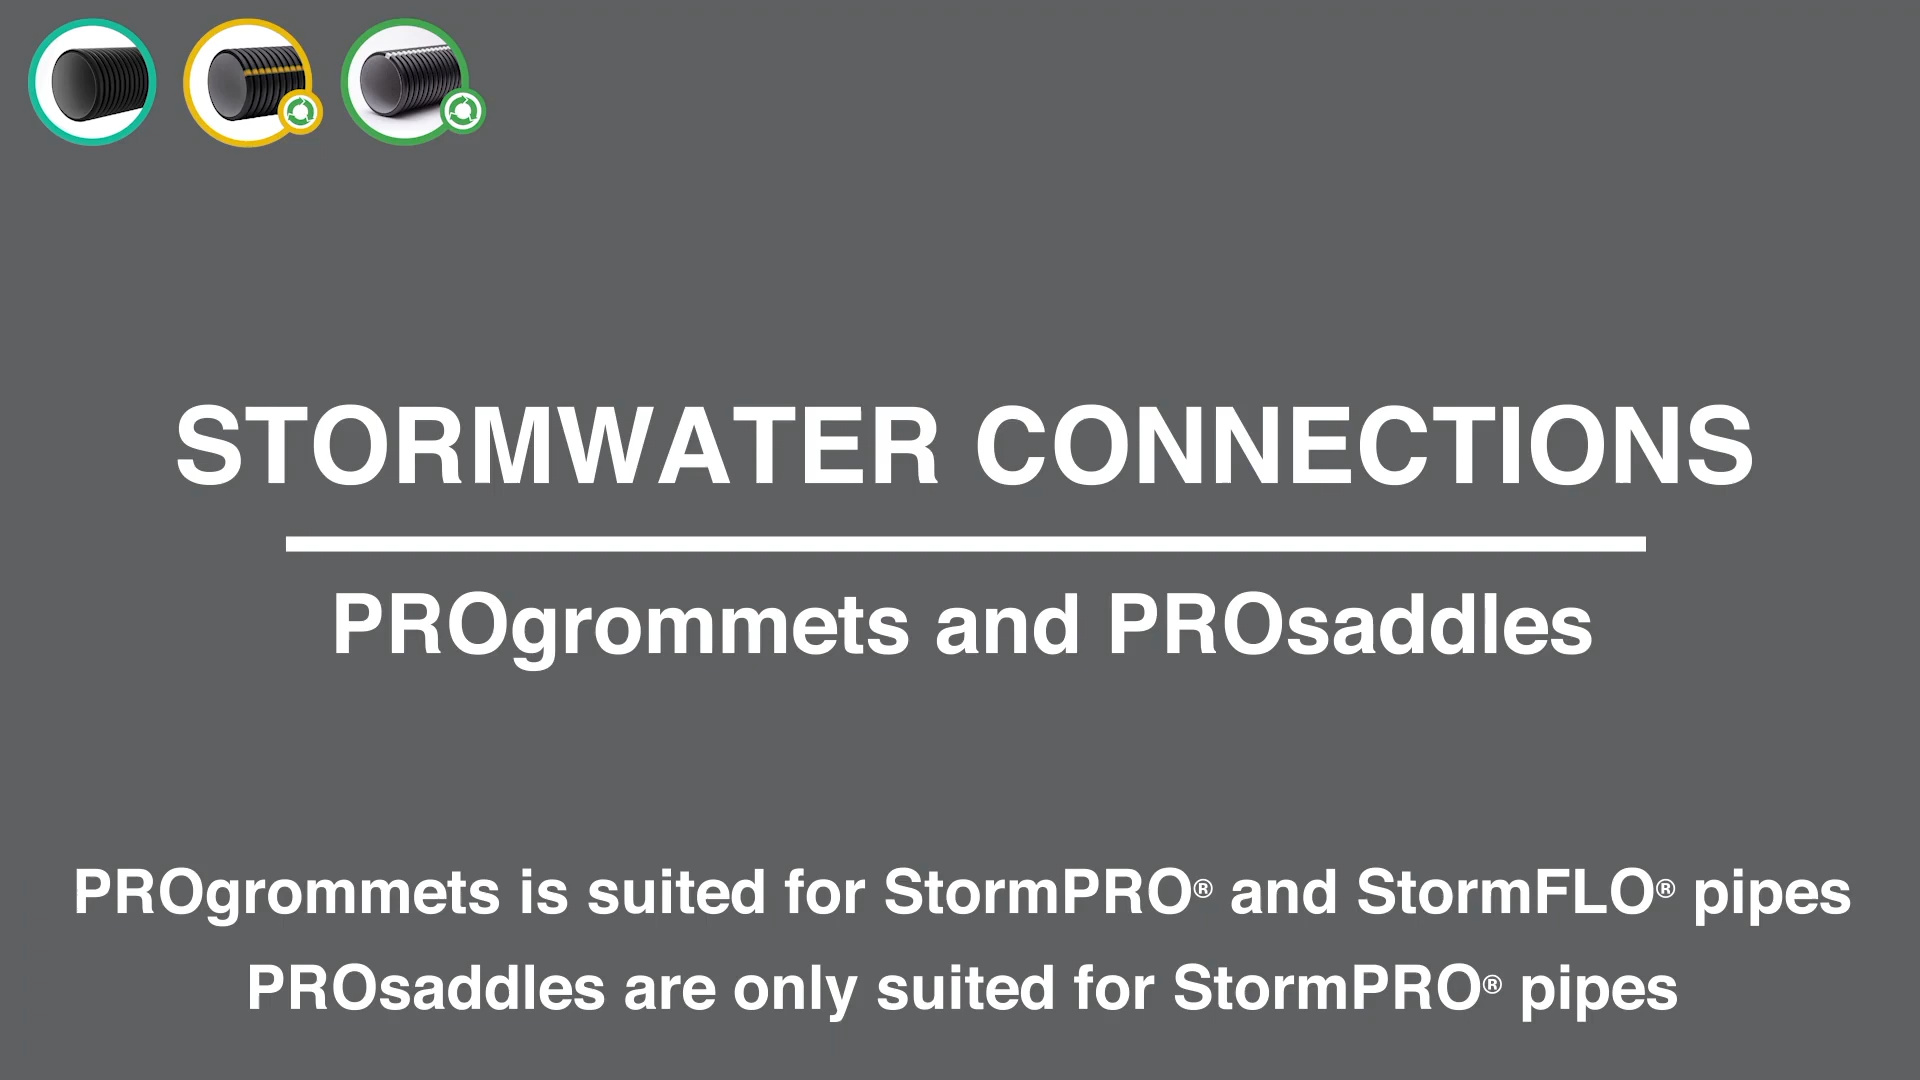 STORMWATER CONNECTIONS
PROgrommets and PROsaddles
PROgrommets is suited for StormPRO® and StormFLO® pipes
PROsaddles are only suited for StormPRO® pipes